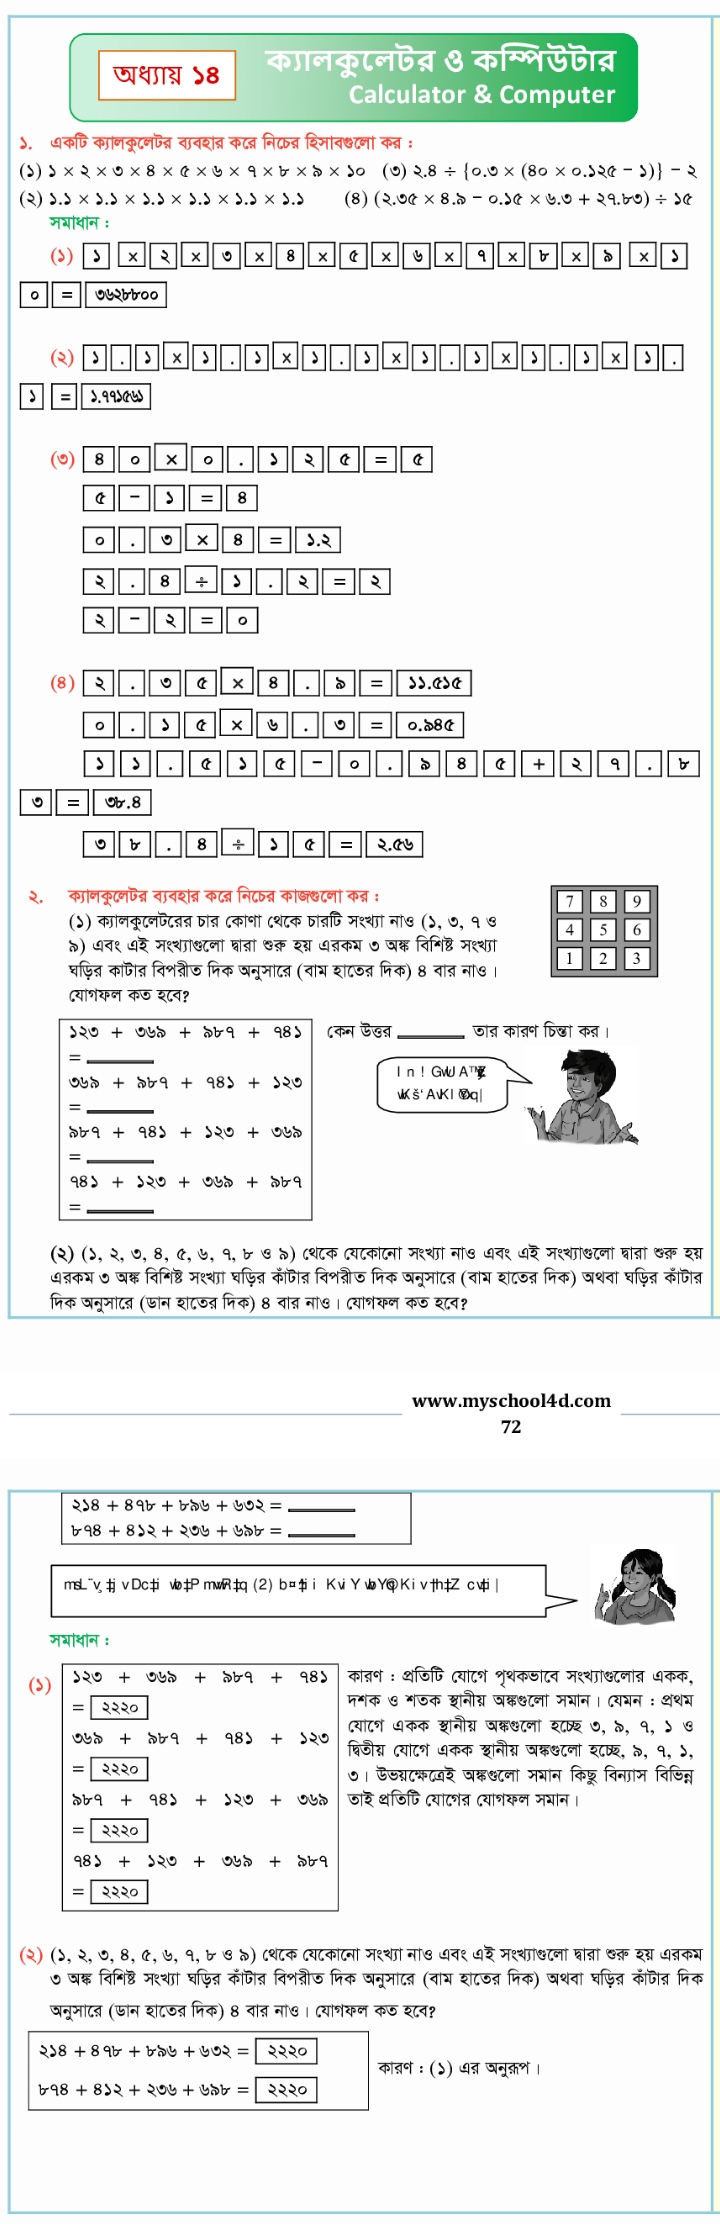 অধ্যায় ১৪
ক্যালকুলেটর ও কম্পিউটার
Calculator & Computer
১. একটি ক্যালকুলেটর ব্যবহার করে নিচের হিসাবগুলো কর :
(১) ১ × ২ × ৩ × ৪ × ৫ × ৬ × ৭ × ৮ × ৯ × ১০ (৩) ২.৪ ÷ {০.৩ × (৪০ × ০.১২৫ − ১)} − ২
(২) ১.১ × ১.১ × ১.১ × ১.১ × ১.১ × ১.১ (৪) (২.৩৫ × ৪.৯ − ০.১৫ × ৬.৩ + ২৭.৮৩) ÷ ১৫
সমাধান :
(১) ১ × ২ × ৩ × ৪ × ৫ × ৬ × ৭ × ৮ × ৯ × ১
০ = ৩৬২৮৮০০
(২) ১ . ১ × ১ . ১ × ১ . ১ × ১ . ১ × ১ . ১ × ১ .
১ = ১.৭৭১৫৬১
(৩) ৪ ০ × ০ . ১ ২ ৫ = ৫
৫ − ১ = ৪
০ . ৩ × ৪ = ১.২
২ . ৪ ÷ ১ . ২ = ২
২ − ২ = ০
(৪) ২ . ৩ ৫ × ৪ . ৯ = ১১.৫১৫
০ . ১ ৫ × ৬ . ৩ = ০.৯৪৫
১ ১ . ৫ ১ ৫ − ০ . ৯ ৪ ৫ + ২ ৭ . ৮
৩ = ৩৮.৪
৩ ৮ . ৪ ÷ ১ ৫ = ২.৫৬
২. ক্যালকুলেটর ব্যবহার করে নিচের কাজগুলো কর :
(১) ক্যালকুলেটরের চার কোণা থেকে চারটি সংখ্যা নাও (১, ৩, ৭ ও
৯) এবং এই সংখ্যাগুলো দ্বারা শুরু হয় এরকম ৩ অঙ্ক বিশিষ্ট সংখ্যা
ঘড়ির কাটার বিপরীত দিক অনুসারে (বাম হাতের দিক) ৪ বার নাও।
যোগফল কত হবে?
7 8 9
4 5 6
1 2 3
১২৩ + ৩৬৯ + ৯৮৭ + ৭৪১
= ______
৩৬৯ + ৯৮৭ + ৭৪১ + ১২৩
= ______
৯৮৭ + ৭৪১ + ১২৩ + ৩৬৯
= ______
৭৪১ + ১২৩ + ৩৬৯ + ৯৮৭
= ______
কেন উত্তর ______ তার কারণ চিন্তা কর।
(২) (১, ২, ৩, ৪, ৫, ৬, ৭, ৮ ও ৯) থেকে যেকোনো সংখ্যা নাও এবং এই সংখ্যাগুলো দ্বারা শুরু হয়
এরকম ৩ অঙ্ক বিশিষ্ট সংখ্যা ঘড়ির কাঁটার বিপরীত দিক অনুসারে (বাম হাতের দিক) অথবা ঘড়ির কাঁটার
দিক অনুসারে (ডান হাতের দিক) ৪ বার নাও। যোগফল কত হবে?
www.myschool4d.com
72
২১৪ + ৪৭৮ + ৮৯৬ + ৬৩২ = ______
৮৭৪ + ৪১২ + ২৩৬ + ৬৯৮ = ______
সমাধান :
(১)
১২৩ + ৩৬৯ + ৯৮৭ + ৭৪১
= ২২২০
৩৬৯ + ৯৮৭ + ৭৪১ + ১২৩
= ২২২০
৯৮৭ + ৭৪১ + ১২৩ + ৩৬৯
= ২২২০
৭৪১ + ১২৩ + ৩৬৯ + ৯৮৭
= ২২২০
কারণ : প্রতিটি যোগে পৃথকভাবে সংখ্যাগুলোর একক,
দশক ও শতক স্থানীয় অঙ্কগুলো সমান। যেমন : প্রথম
যোগে একক স্থানীয় অঙ্কগুলো হচ্ছে ৩, ৯, ৭, ১ ও
দ্বিতীয় যোগে একক স্থানীয় অঙ্কগুলো হচ্ছে, ৯, ৭, ১,
৩। উভয়ক্ষেত্রেই অঙ্কগুলো সমান কিছু বিন্যাস বিভিন্ন
তাই প্রতিটি যোগের যোগফল সমান।
(২) (১, ২, ৩, ৪, ৫, ৬, ৭, ৮ ও ৯) থেকে যেকোনো সংখ্যা নাও এবং এই সংখ্যাগুলো দ্বারা শুরু হয় এরকম
৩ অঙ্ক বিশিষ্ট সংখ্যা ঘড়ির কাঁটার বিপরীত দিক অনুসারে (বাম হাতের দিক) অথবা ঘড়ির কাঁটার দিক
অনুসারে (ডান হাতের দিক) ৪ বার নাও। যোগফল কত হবে?
২১৪ + ৪৭৮ + ৮৯৬ + ৬৩২ = ২২২০
৮৭৪ + ৪১২ + ২৩৬ + ৬৯৮ = ২২২০
কারণ : (১) এর অনুরূপ।